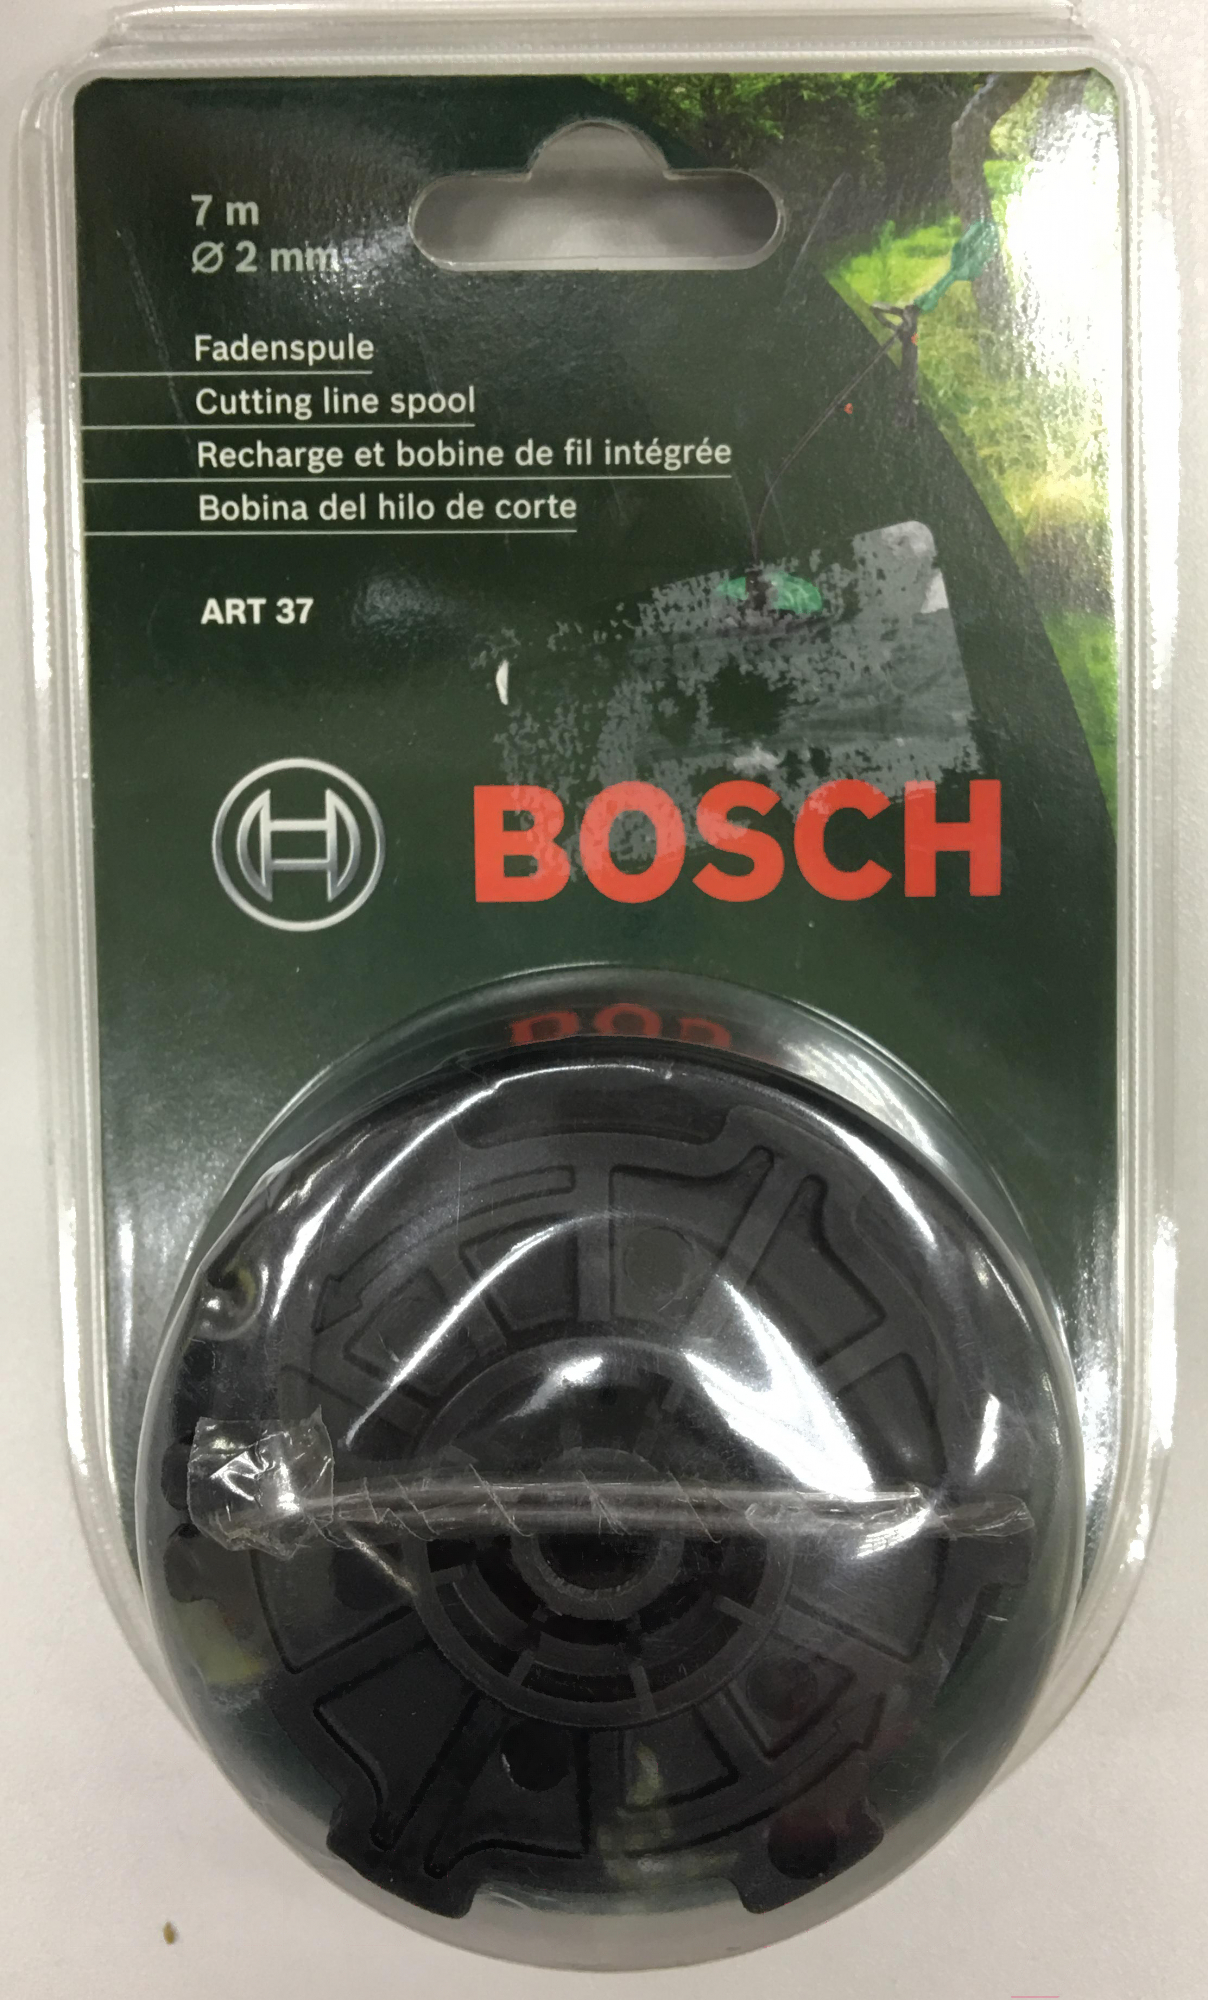 7 m
Ø 2 mm
Fadenspule
Cutting line spool
Recharge et bobine de fil intégrée
Bobina del hilo de corte
ART 37
BOSCH